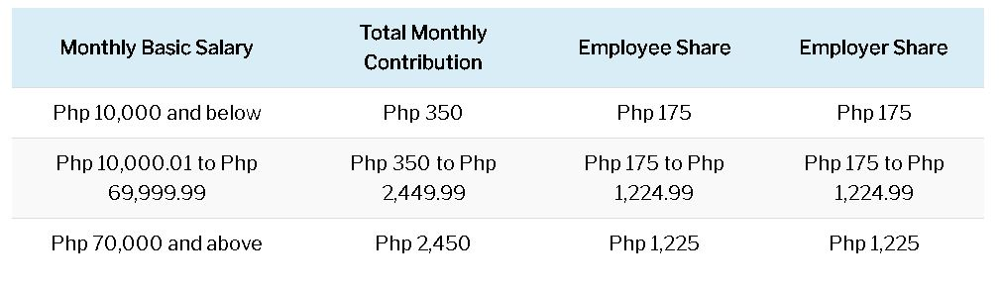 Monthly Basic Salary
Total Monthly
Contribution
Employee Share
Employer Share
Php 10,000 and below
Php 350
Php 175
Php 175
Php 10,000.01 to Php
69,999.99
Php 350 to Php
2,449.99
Php 175 to Php
1,224.99
Php 175 to Php
1,224.99
Php 70,000 and above
Php 2,450
Php 1,225
Php 1,225